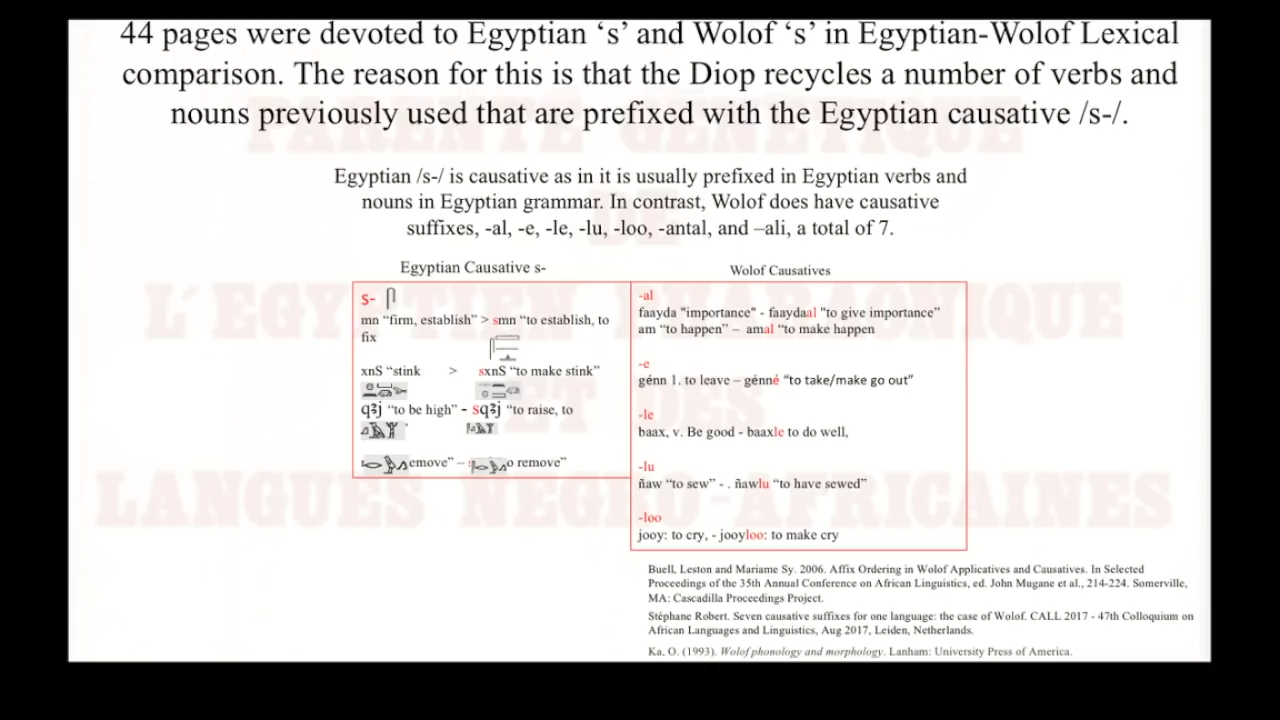 44 pages were devoted to Egyptian ‘s’ and Wolof ‘s’ in Egyptian-Wolof Lexical
comparison. The reason for this is that the Diop recycles a number of verbs and
nouns previously used that are prefixed with the Egyptian causative /s-/.
PARENTÉ GÉNÉTIQUE
DE
L´EGYPTIEN PHARAONIQUE
ET DES
LANGUES NEGRO-AFRICAINES
Egyptian /s-/ is causative as in it is usually prefixed in Egyptian verbs and
nouns in Egyptian grammar. In contrast, Wolof does have causative
suffixes, -al, -e, -le, -lu, -loo, -antal, and –ali, a total of 7.
Egyptian Causative s-
s-
mn “firm, establish” > smn “to establish, to
fix
xnS “stink > sxnS “to make stink”
qꜣj “to be high” - sqꜣj “to raise, to
emove” – o remove”
Wolof Causatives
-al
faayda "importance" - faaydaal "to give importance”
am “to happen” – amal “to make happen
-e
génn 1. to leave – génné “to take/make go out”
-le
baax, v. Be good - baaxle to do well,
-lu
ñaw “to sew” - . ñawlu “to have sewed”
-loo
jooy: to cry, - jooyloo: to make cry
Buell, Leston and Mariame Sy. 2006. Affix Ordering in Wolof Applicatives and Causatives. In Selected
Proceedings of the 35th Annual Conference on African Linguistics, ed. John Mugane et al., 214-224. Somerville,
MA: Cascadilla Proceedings Project.
Stéphane Robert. Seven causative suffixes for one language: the case of Wolof. CALL 2017 - 47th Colloquium on
African Languages and Linguistics, Aug 2017, Leiden, Netherlands.
Ka, O. (1993). Wolof phonology and morphology. Lanham: University Press of America.